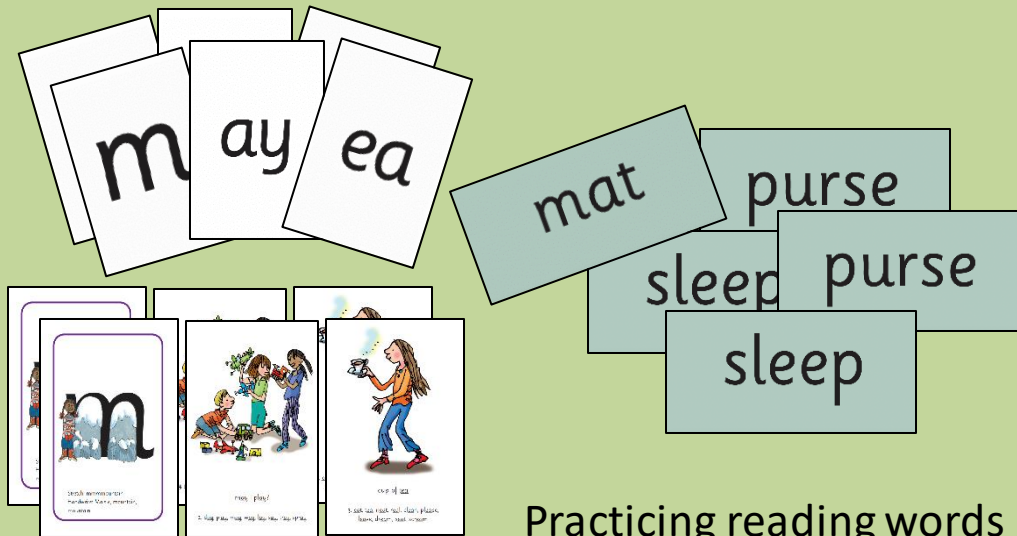 m
ay
ea
mat
purse
sleep
purse
sleep
m
may I play?
cup of tea
Practicing reading words